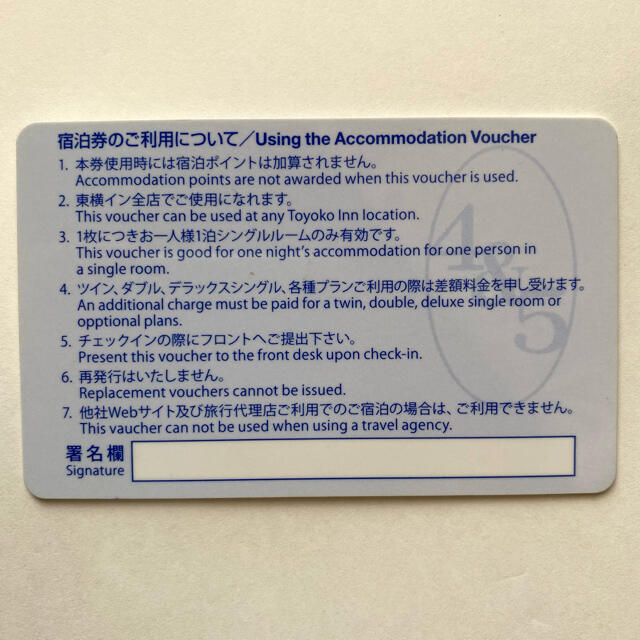 宿泊券のご利用について／Using the Accommodation Voucher
1. 本券使用時には宿泊ポイントは加算されません。
Accommodation points are not awarded when this voucher is used.
2. 東横イン全店でご使用になれます。
This voucher can be used at any Toyoko Inn location.
3. 1枚につきお一人様1泊シングルルームのみ有効です。
This voucher is good for one night's accommodation for one person in
a single room.
4. ツイン、ダブル、デラックスシングル、各種プランご利用の際は差額料金を申し受けます。
An additional charge must be paid for a twin, double, deluxe single room or
opptional plans.
5. チェックインの際にフロントへご提出下さい。
Present this voucher to the front desk upon check-in.
6. 再発行はいたしません。
Replacement vouchers cannot be issued.
7. 他社Webサイト及び旅行代理店ご利用でのご宿泊の場合は、ご利用できません。
This vaucher can not be used when using a travel agency.
署名欄
Signature
4&5